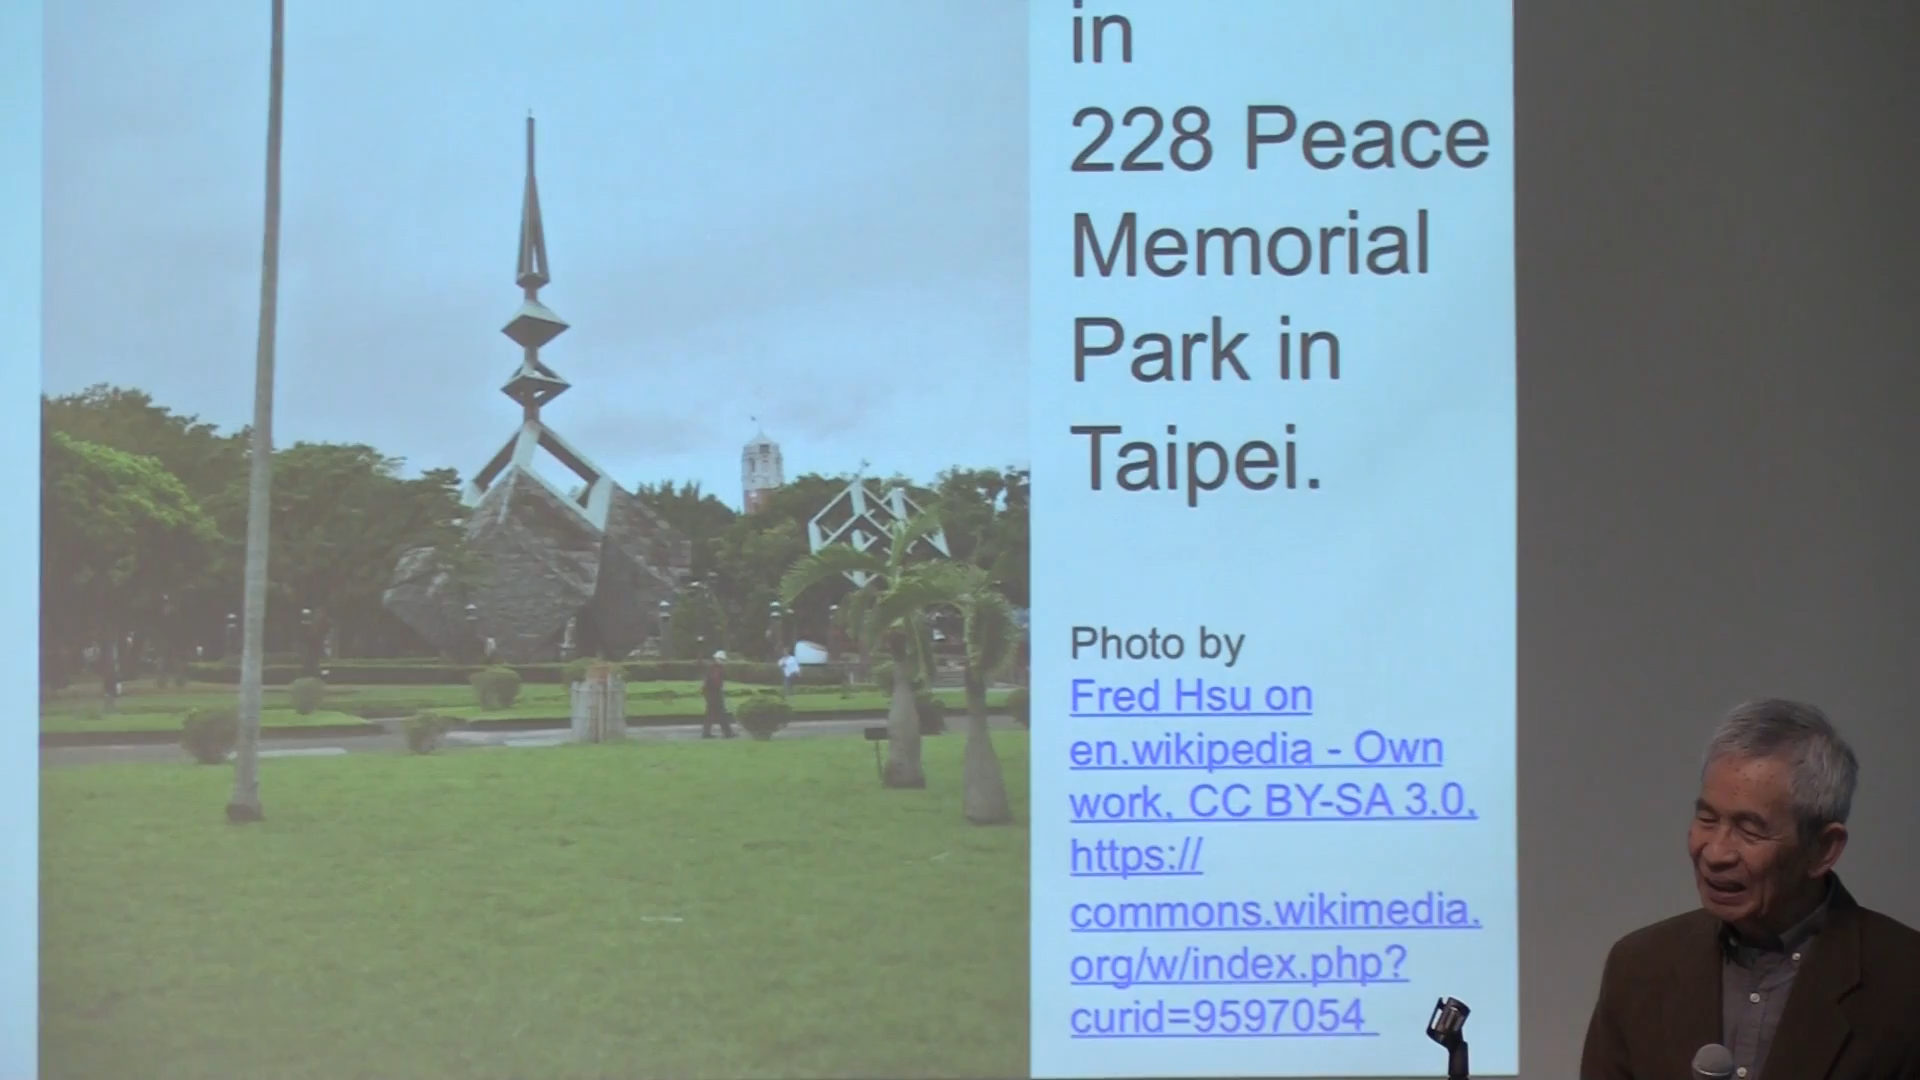 in
228 Peace
Memorial
Park in
Taipei.
Photo by
Fred Hsu on
en.wikipedia - Own
work, CC BY-SA 3.0,
https://
commons.wikimedia.
org/w/index.php?
curid=9597054